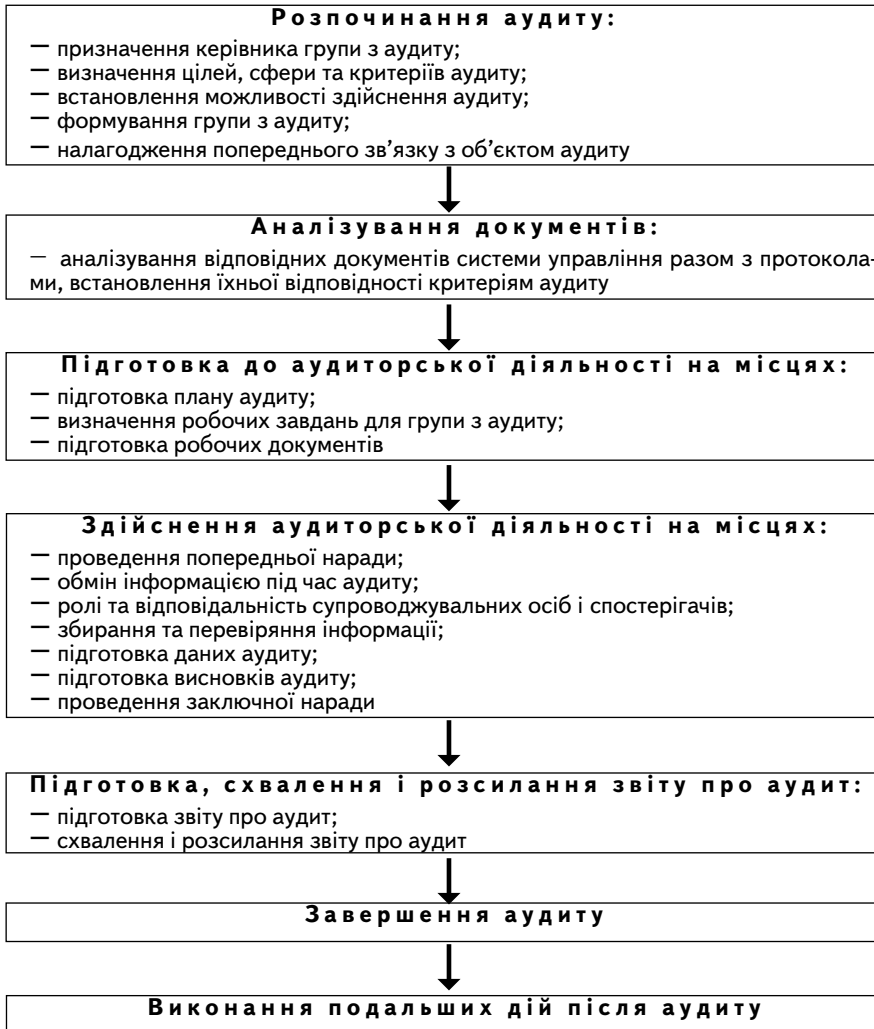 Розпочинання аудиту:
— призначення керівника групи з аудиту;
— визначення цілей, сфери та критеріїв аудиту;
— встановлення можливості здійснення аудиту;
— формування групи з аудиту;
— налагодження попереднього зв’язку з об’єктом аудиту
Аналізування документів:
— аналізування відповідних документів системи управління разом з протокола-
ми, встановлення їхньої відповідності критеріям аудиту
Підготовка до аудиторської діяльності на місцях:
— підготовка плану аудиту;
— визначення робочих завдань для групи з аудиту;
— підготовка робочих документів
Здійснення аудиторської діяльності на місцях:
— проведення попередньої наради;
— обмін інформацією під час аудиту;
— ролі та відповідальність супроводжувальних осіб і спостерігачів;
— збирання та перевіряння інформації;
— підготовка даних аудиту;
— підготовка висновків аудиту;
— проведення заключної наради
Підготовка, схвалення і розсилання звіту про аудит:
— підготовка звіту про аудит;
— схвалення і розсилання звіту про аудит
Завершення аудиту
Виконання подальших дій після аудиту